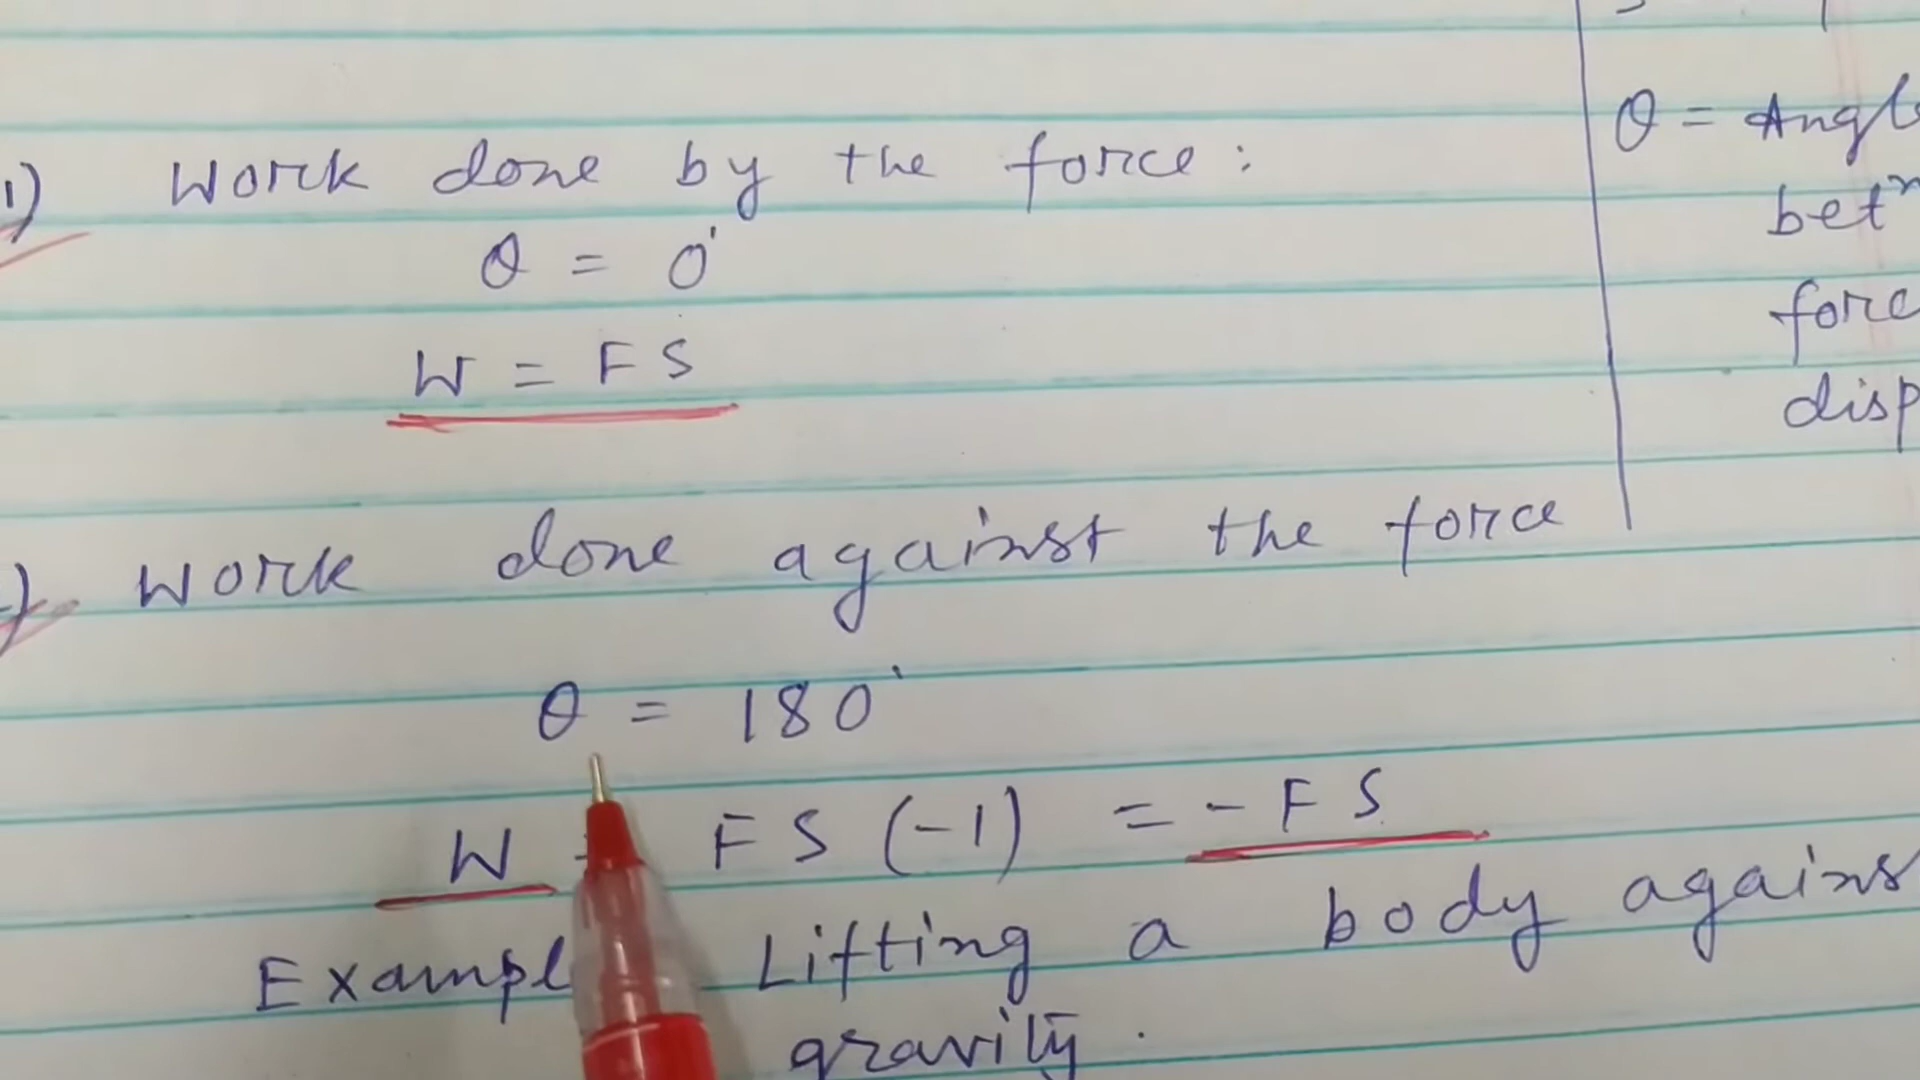 1) Work done by the force:
θ = 0°
W = FS
) Work done against the force
θ = 180°
W = FS (-1) = -FS
Exampl Lifting a body agains
gravity.
θ = Angl
betⁿ
forc
disp